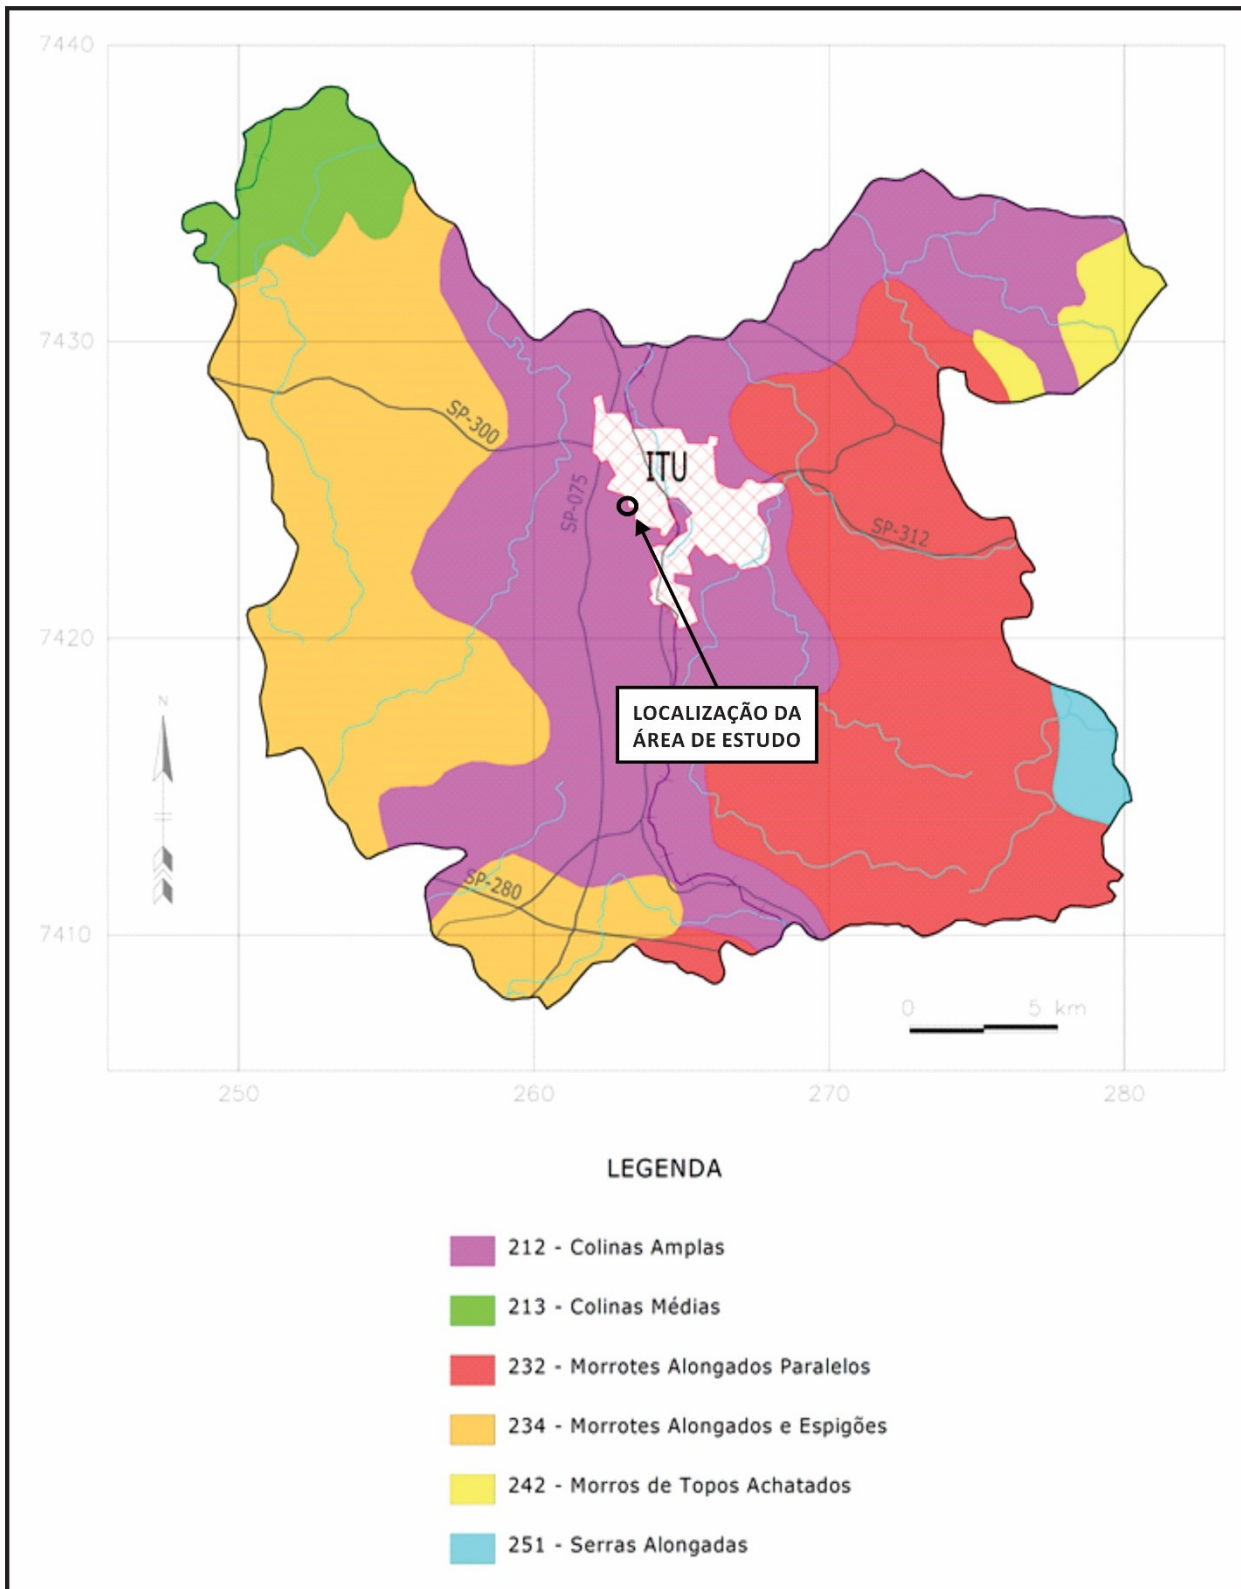 7440
7430
7420
7410
SP-300
SP-075
ITU
SP-312
LOCALIZAÇÃO DA
ÁREA DE ESTUDO
N
SP-280
0 5 km
250 260 270 280
LEGENDA
212 - Colinas Amplas
213 - Colinas Médias
232 - Morrotes Alongados Paralelos
234 - Morrotes Alongados e Espigões
242 - Morros de Topos Achatados
251 - Serras Alongadas